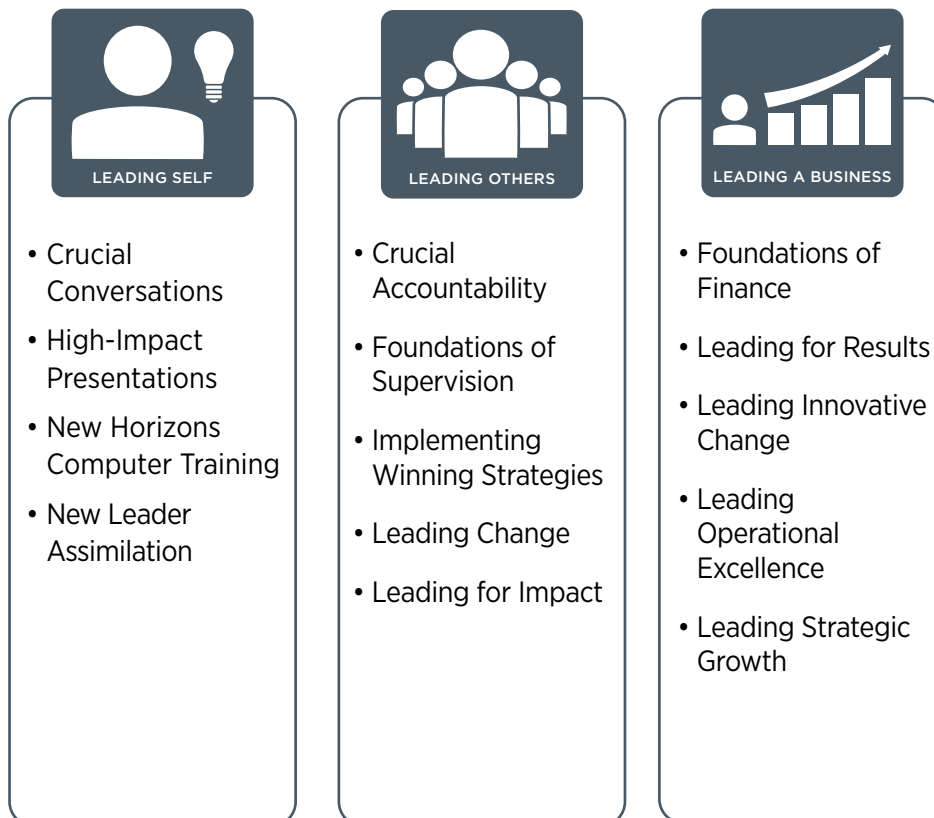 LEADING SELF
• Crucial
Conversations
• High-Impact
Presentations
• New Horizons
Computer Training
• New Leader
Assimilation
LEADING OTHERS
• Crucial
Accountability
• Foundations of
Supervision
• Implementing
Winning Strategies
• Leading Change
• Leading for Impact
LEADING A BUSINESS
• Foundations of
Finance
• Leading for Results
• Leading Innovative
Change
• Leading
Operational
Excellence
• Leading Strategic
Growth